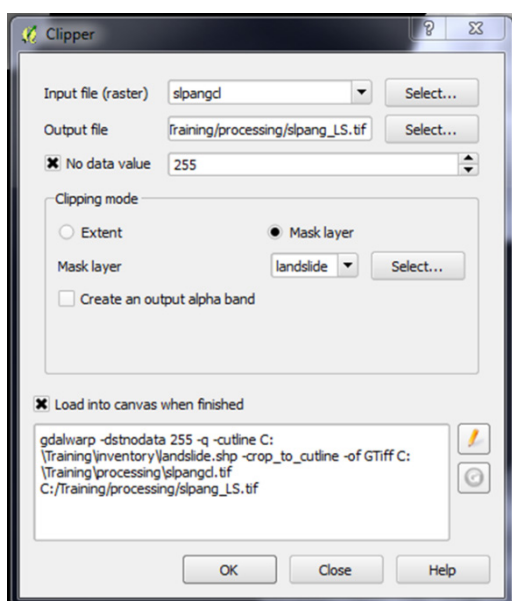 Clipper
Input file (raster) slpangcl Select...
Output file Training/processing/slpang_LS.tif Select...
No data value 255
Clipping mode
Extent Mask layer
Mask layer landslide Select...
Create an output alpha band
Load into canvas when finished
gdalwarp -dstnodata 255 -q -cutline C:
\Training\inventory\landslide.shp -crop_to_cutline -of GTiff C:
\Training\processing\slpangcl.tif
C:/Training/processing/slpang_LS.tif
OK Close Help